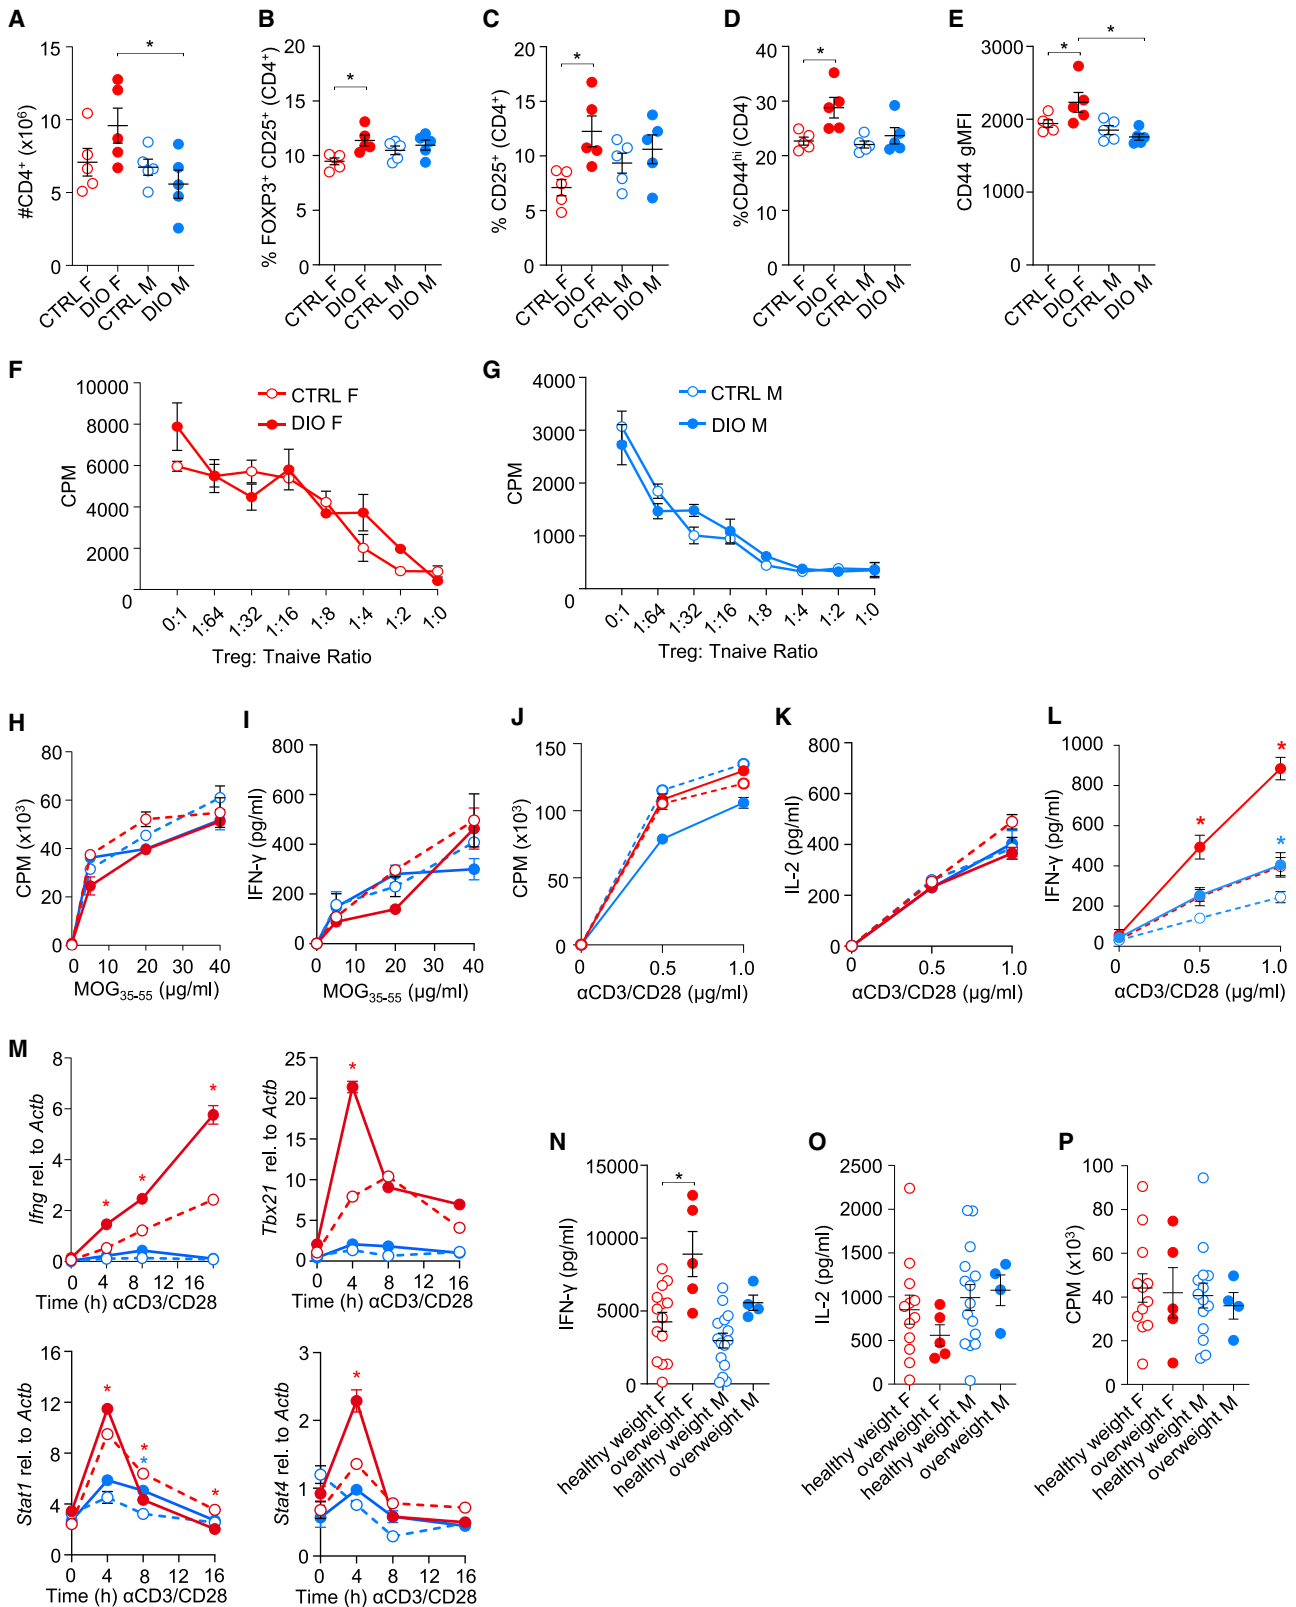 A
B
C
D
E
#CD4⁺ (x10⁶)
15
10
5
0
*
CTRL F
DIO F
CTRL M
DIO M
% FOXP3⁺ CD25⁺ (CD4⁺)
20
15
10
5
0
*
CTRL F
DIO F
CTRL M
DIO M
% CD25⁺ (CD4⁺)
20
15
10
5
0
*
CTRL F
DIO F
CTRL M
DIO M
%CD44ʰⁱ (CD4)
40
30
20
10
0
*
CTRL F
DIO F
CTRL M
DIO M
CD44 gMFI
3000
2000
1000
0
*
*
CTRL F
DIO F
CTRL M
DIO M
F
CPM
10000
8000
6000
4000
2000
0
CTRL F
DIO F
0:1
1:64
1:32
1:16
1:8
1:4
1:2
1:0
Treg: Tnaive Ratio
G
CPM
4000
3000
2000
1000
0
CTRL M
DIO M
0:1
1:64
1:32
1:16
1:8
1:4
1:2
1:0
Treg: Tnaive Ratio
H
CPM (x10³)
80
60
40
20
0
0 10 20 30 40
MOG₃₅₋₅₅ (µg/ml)
I
IFN-γ (pg/ml)
800
600
400
200
0
0 10 20 30 40
MOG₃₅₋₅₅ (µg/ml)
J
CPM (x10³)
150
100
50
0
0 0.5 1.0
αCD3/CD28 (µg/ml)
K
IL-2 (pg/ml)
800
600
400
200
0
0 0.5 1.0
αCD3/CD28 (µg/ml)
L
IFN-γ (pg/ml)
1000
800
600
400
200
0
*
*
*
0 0.5 1.0
αCD3/CD28 (µg/ml)
M
Ifng rel. to Actb
8
6
4
2
0
*
*
*
0 4 8 12 16
Time (h) αCD3/CD28
Tbx21 rel. to Actb
25
20
15
10
5
0
*
0 4 8 12 16
Time (h) αCD3/CD28
Stat1 rel. to Actb
16
12
8
4
0
*
*
*
*
0 4 8 12 16
Time (h) αCD3/CD28
Stat4 rel. to Actb
3
2
1
0
*
0 4 8 12 16
Time (h) αCD3/CD28
N
IFN-γ (pg/ml)
15000
10000
5000
0
*
healthy weight F
overweight F
healthy weight M
overweight M
O
IL-2 (pg/ml)
2500
2000
1500
1000
500
0
healthy weight F
overweight F
healthy weight M
overweight M
P
CPM (x10³)
100
80
60
40
20
0
healthy weight F
overweight F
healthy weight M
overweight M